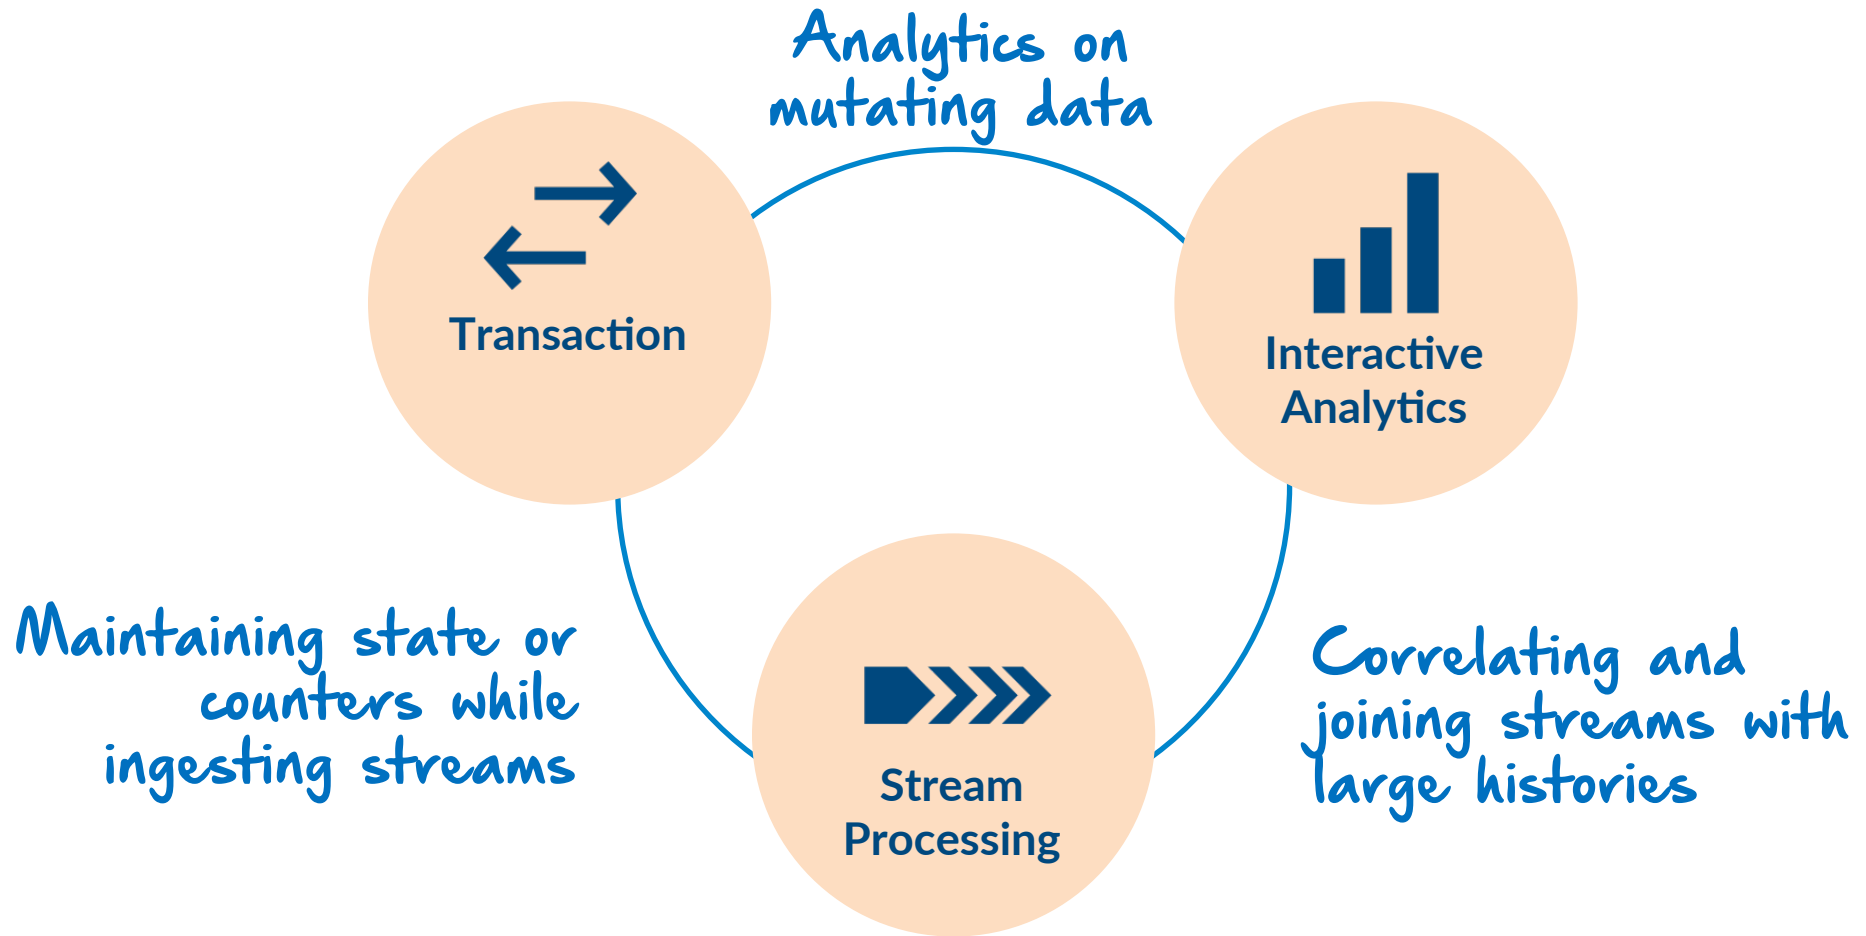 Analytics on
mutating data
Transaction
Interactive
Analytics
Maintaining state or
counters while
ingesting streams
Correlating and
joining streams with
large histories
Stream
Processing